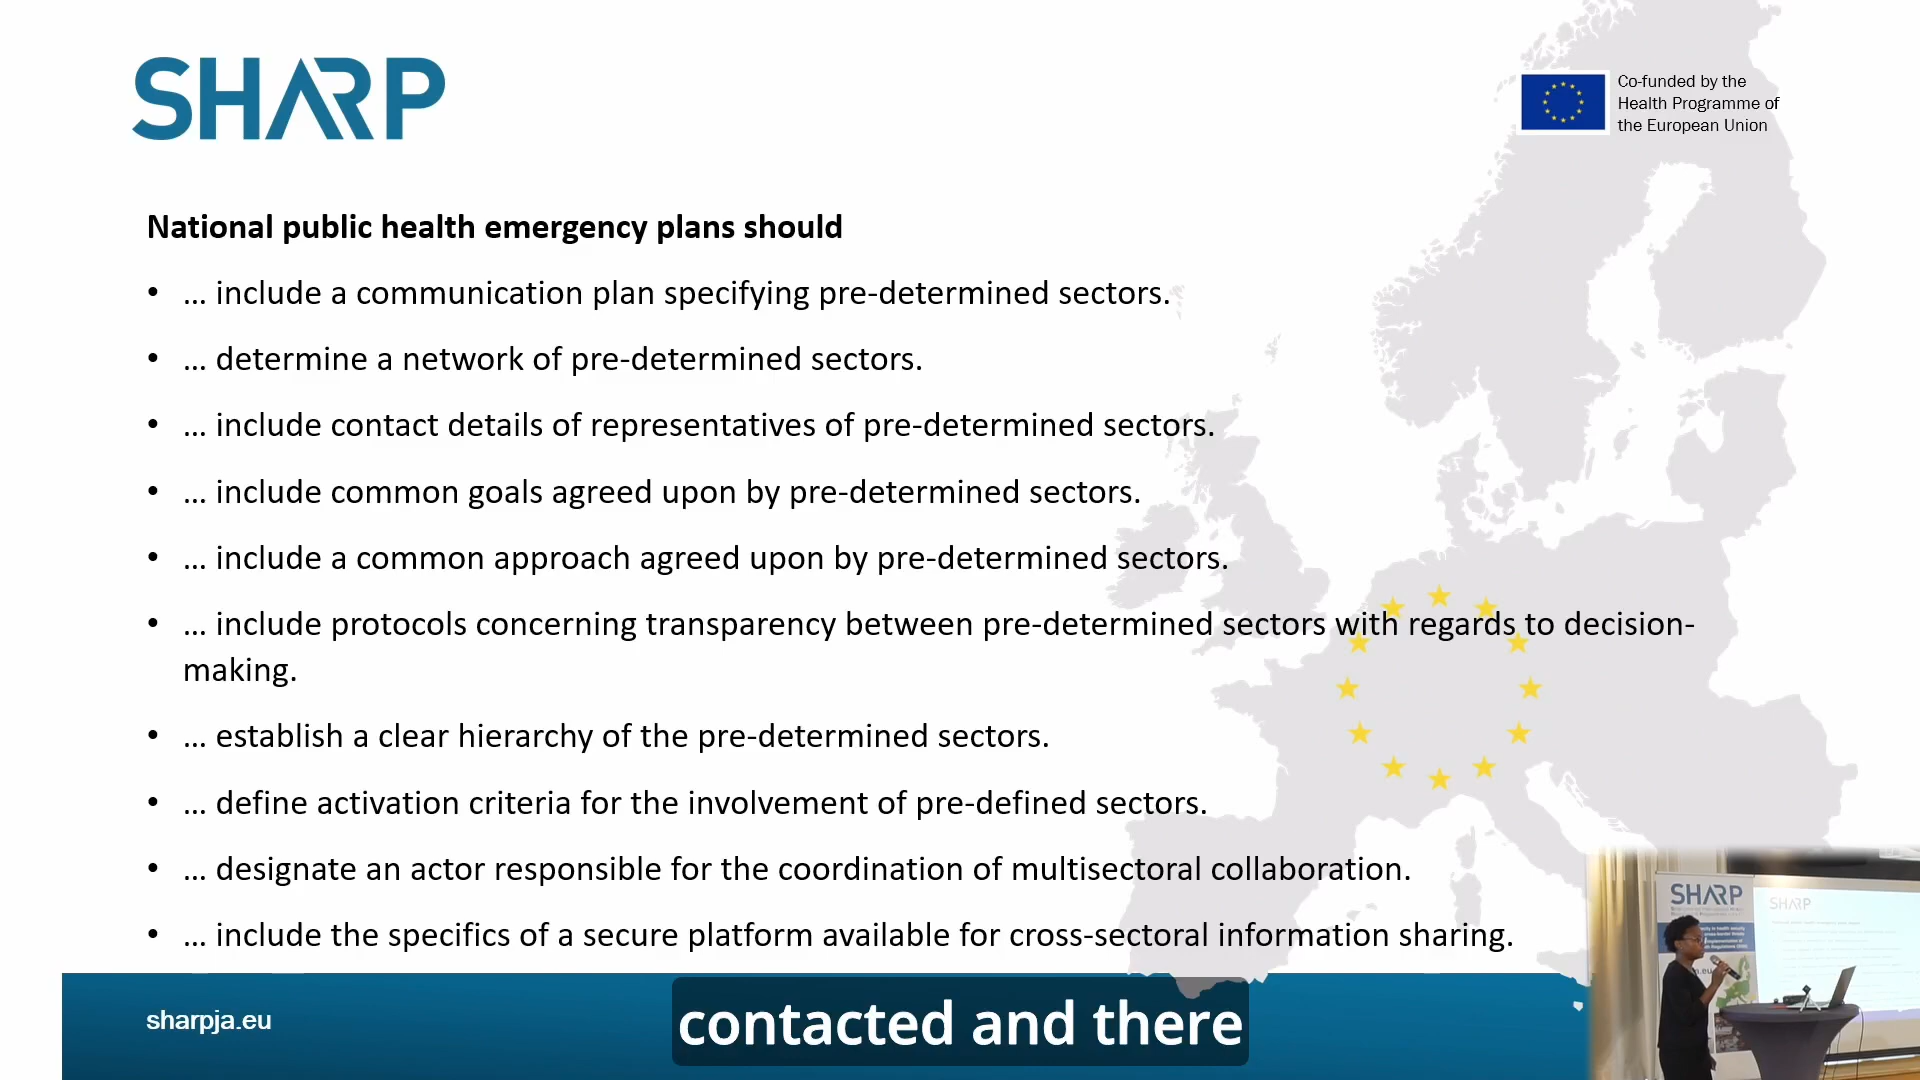 SHARP
Co-funded by the
Health Programme of
the European Union
National public health emergency plans should
• ... include a communication plan specifying pre-determined sectors.
• ... determine a network of pre-determined sectors.
• ... include contact details of representatives of pre-determined sectors.
• ... include common goals agreed upon by pre-determined sectors.
• ... include a common approach agreed upon by pre-determined sectors.
• ... include protocols concerning transparency between pre-determined sectors with regards to decision-
making.
• ... establish a clear hierarchy of the pre-determined sectors.
• ... define activation criteria for the involvement of pre-defined sectors.
• ... designate an actor responsible for the coordination of multisectoral collaboration.
• ... include the specifics of a secure platform available for cross-sectoral information sharing.
sharpja.eu
contacted and there
SHARP
SHARP